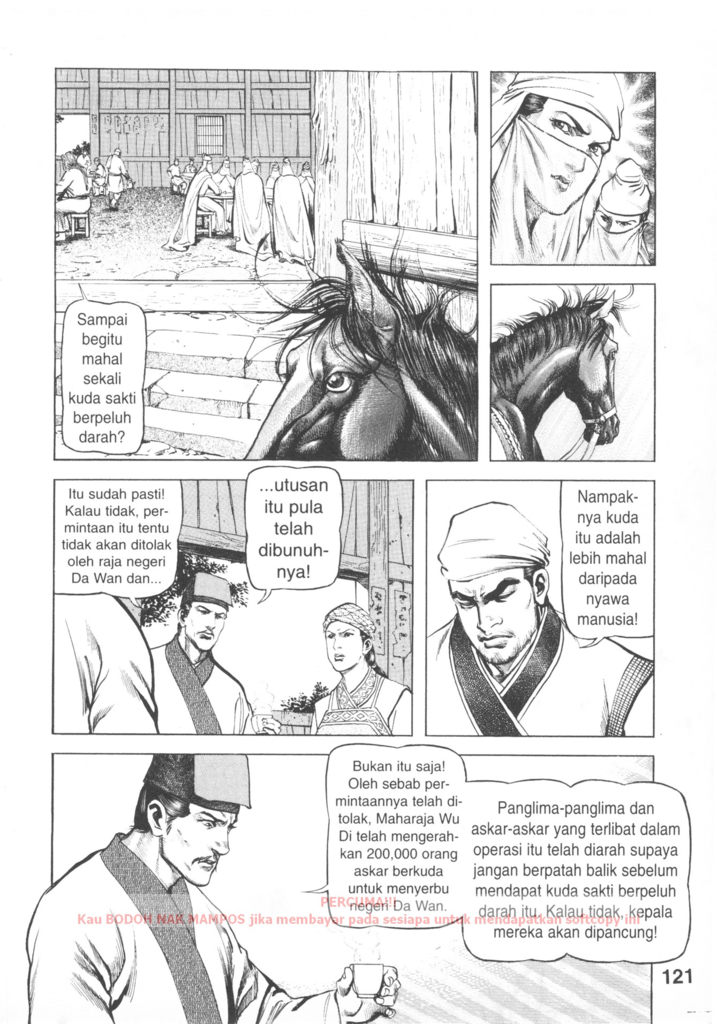 Sampai
begitu
mahal
sekali
kuda sakti
berpeluh
darah?
Itu sudah pasti!
Kalau tidak, per-
mintaan itu tentu
tidak akan ditolak
oleh raja negeri
Da Wan dan...
...utusan
itu pula
telah
dibunuh-
nya!
Nampak-
nya kuda
itu adalah
lebih mahal
daripada
nyawa
manusia!
Bukan itu saja!
Oleh sebab per-
mintaannya telah di-
tolak, Maharaja Wu
Di telah mengerah-
kan 200,000 orang
askar berkuda
untuk menyerbu
negeri Da Wan.
Panglima-panglima dan
askar-askar yang terlibat dalam
operasi itu telah diarah supaya
jangan berpatah balik sebelum
mendapat kuda sakti berpeluh
darah itu. Kalau tidak, kepala
mereka akan dipancung!
PERCUMA!!!
Kau BODOH NAK MAMPOS jika membayar pada sesiapa untuk mendapatkan softcopy ini
121